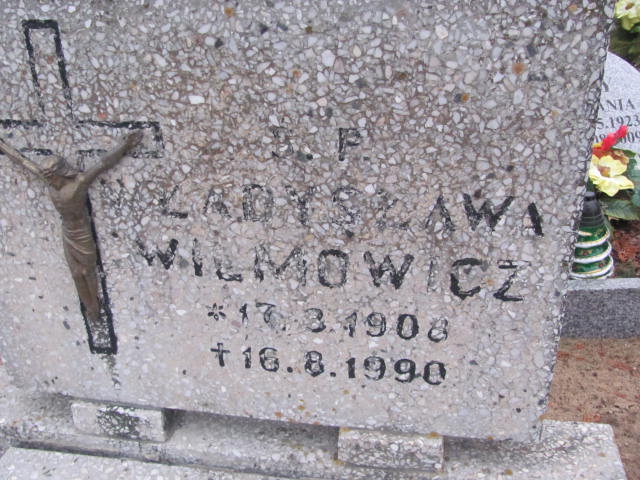 Ś. P
WŁADYSŁAWA
WILMOWICZ
*17.3.1908
†16.8.1990